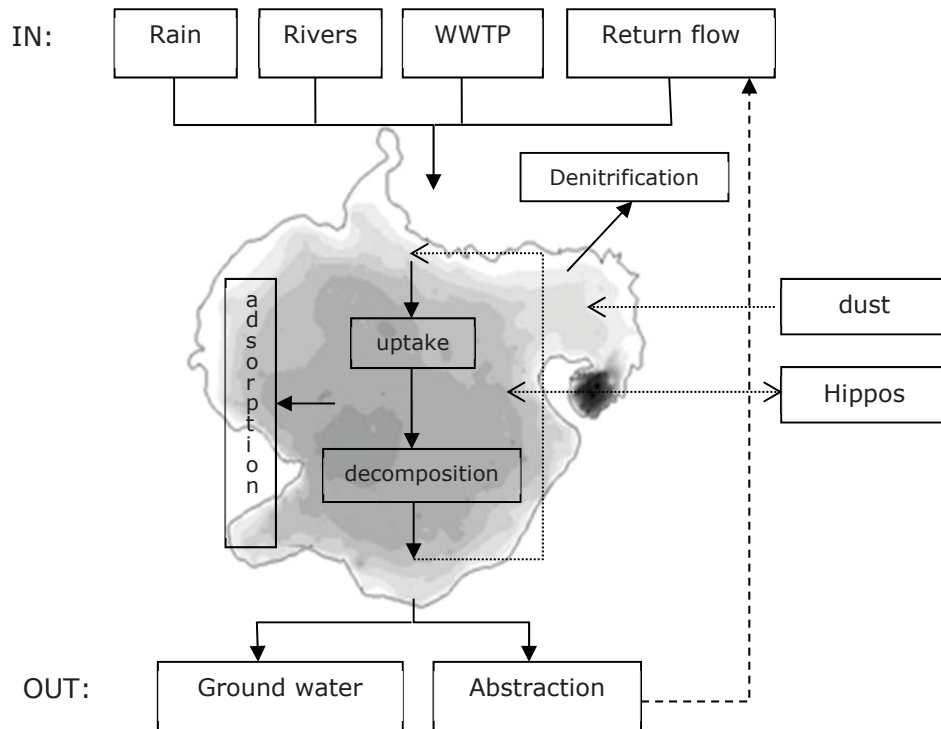 IN:
Rain
Rivers
WWTP
Return flow
Denitrification
adsorption
dust
uptake
Hippos
decomposition
OUT:
Ground water
Abstraction